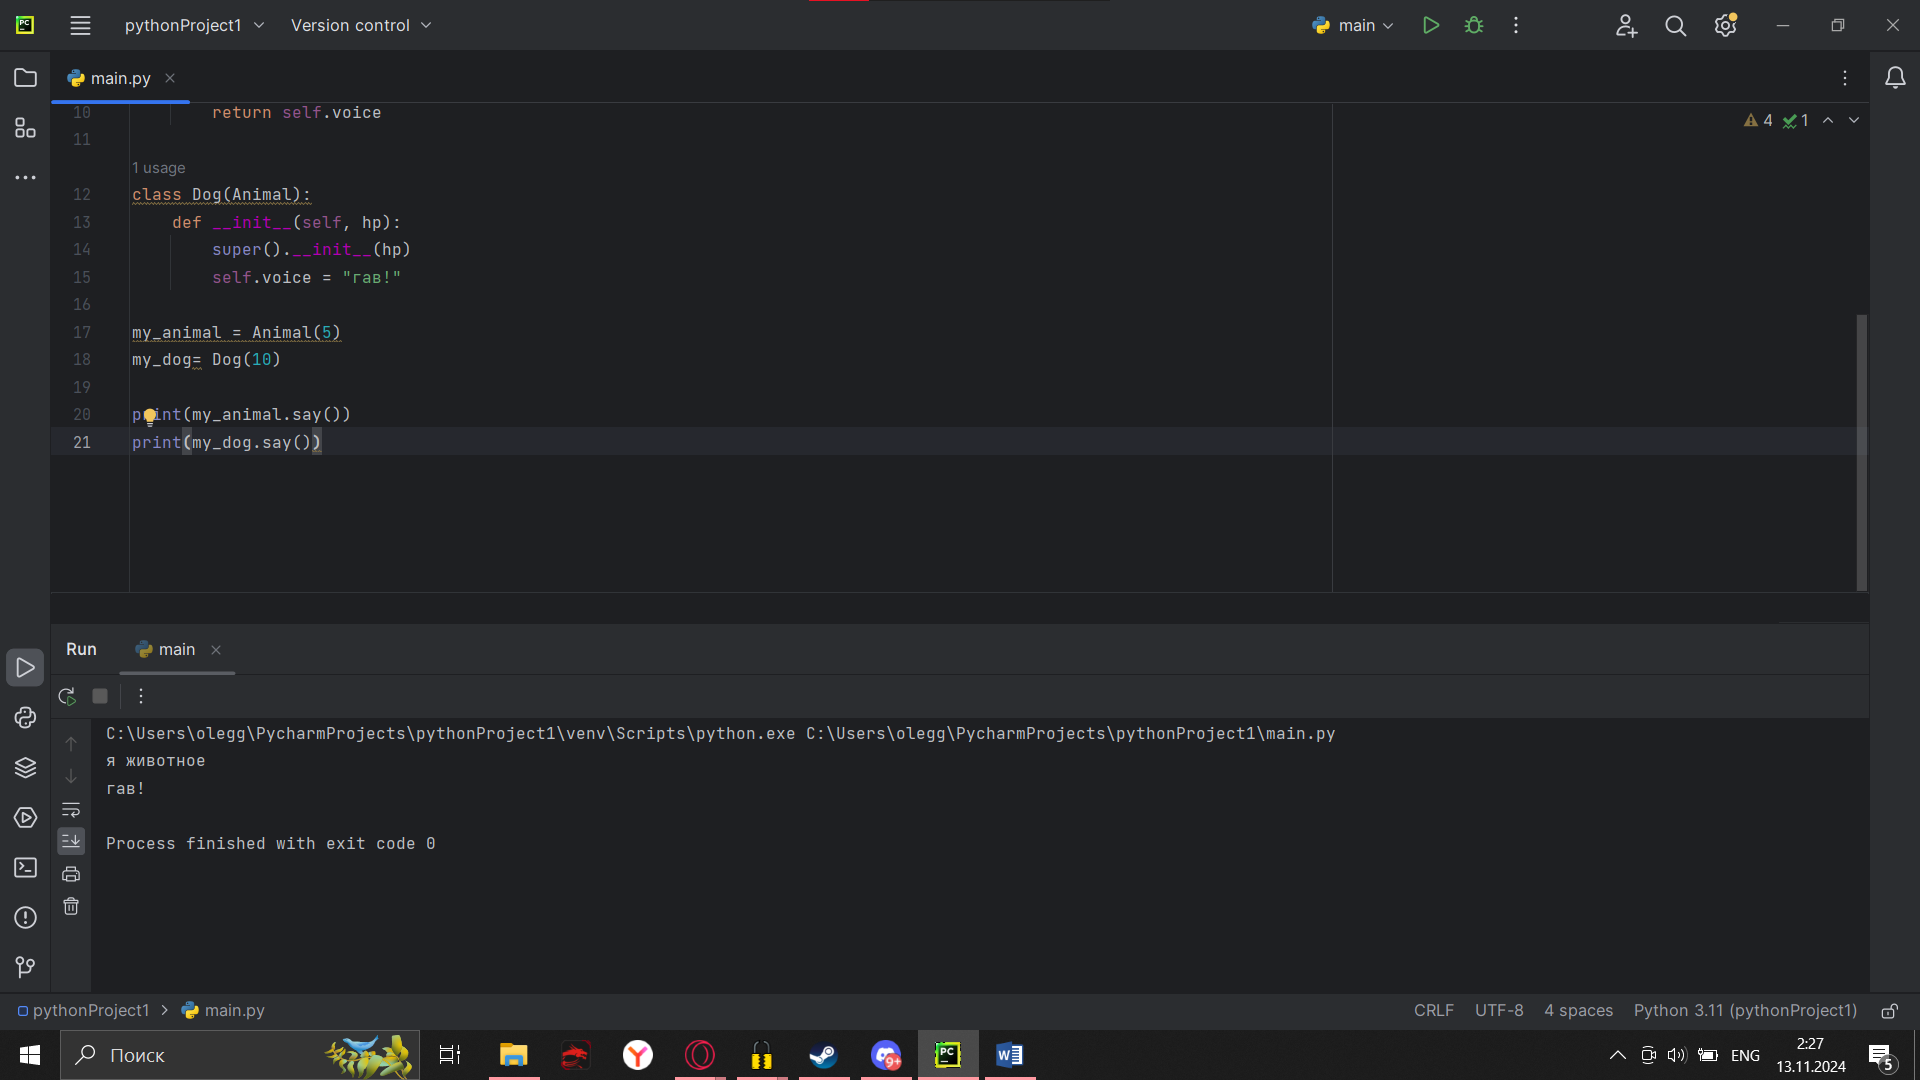 pythonProject1 Version control main
main.py
4 1
10 return self.voice
11
1 usage
12 class Dog(Animal):
13 def __init__(self, hp):
14 super().__init__(hp)
15 self.voice = "гав!"
16
17 my_animal = Animal(5)
18 my_dog= Dog(10)
19
20 print(my_animal.say())
21 print(my_dog.say())
Run main
C:\Users\olegg\PycharmProjects\pythonProject1\venv\Scripts\python.exe C:\Users\olegg\PycharmProjects\pythonProject1\main.py
я животное
гав!
Process finished with exit code 0
pythonProject1 main.py CRLF UTF-8 4 spaces Python 3.11 (pythonProject1)
Поиск 9+ PC ENG 2:27
13.11.2024 5